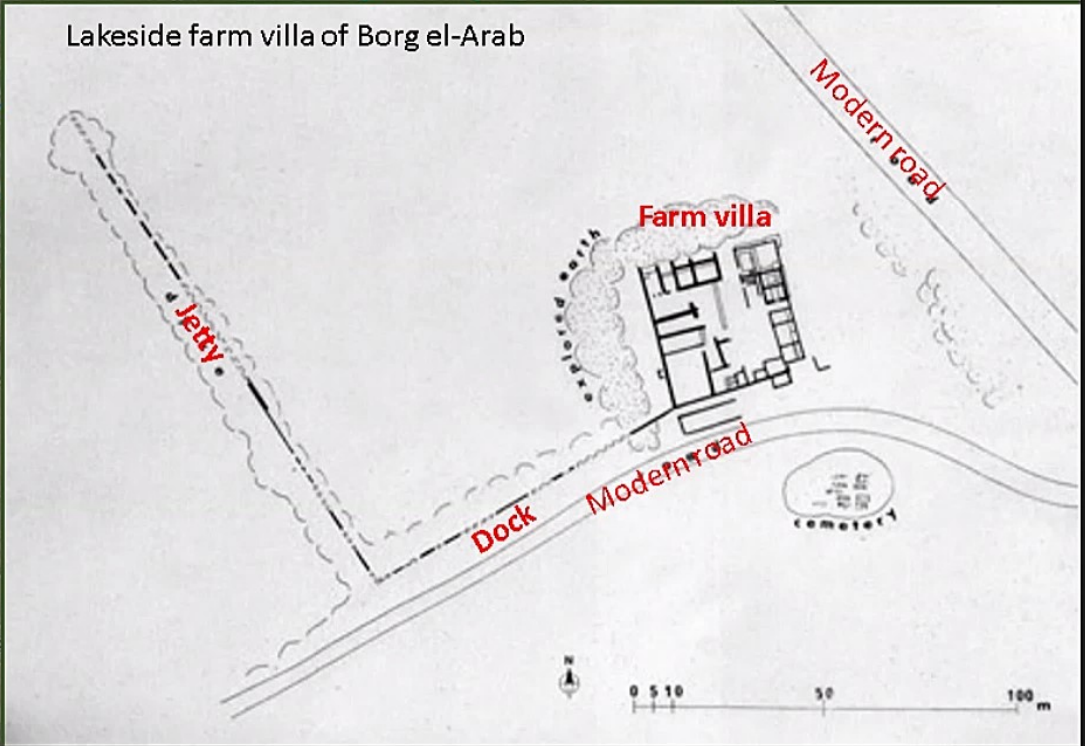 Lakeside farm villa of Borg el-Arab
Modern road
Farm villa
explored earth
Jetty
Modern road
Dock
cemetery
N
0 5 10 50 100 m